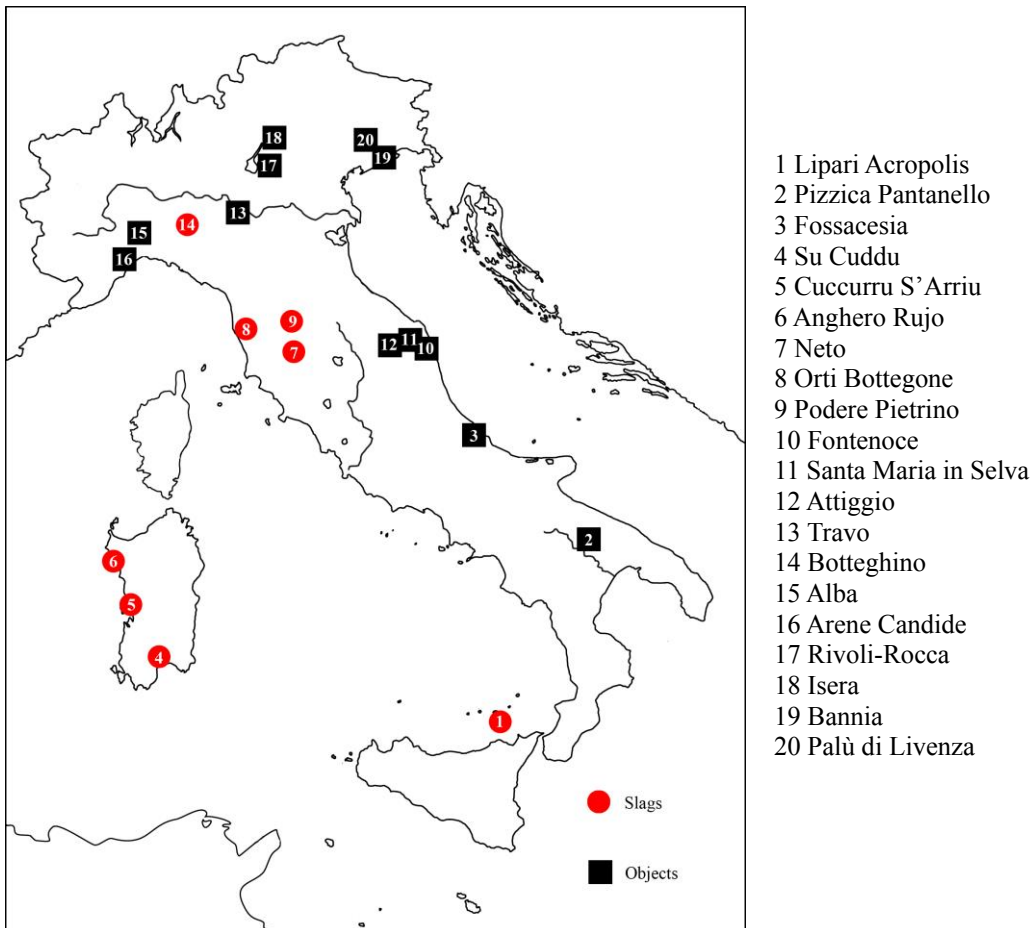 18
20
19
17
13
14
15
16
9
8
11
12
10
7
3
2
6
5
4
1
Slags
Objects
1 Lipari Acropolis
2 Pizzica Pantanello
3 Fossacesia
4 Su Cuddu
5 Cuccurru S’Arriu
6 Anghero Rujo
7 Neto
8 Orti Bottegone
9 Podere Pietrino
10 Fontenoce
11 Santa Maria in Selva
12 Attiggio
13 Travo
14 Botteghino
15 Alba
16 Arene Candide
17 Rivoli-Rocca
18 Isera
19 Bannia
20 Palù di Livenza